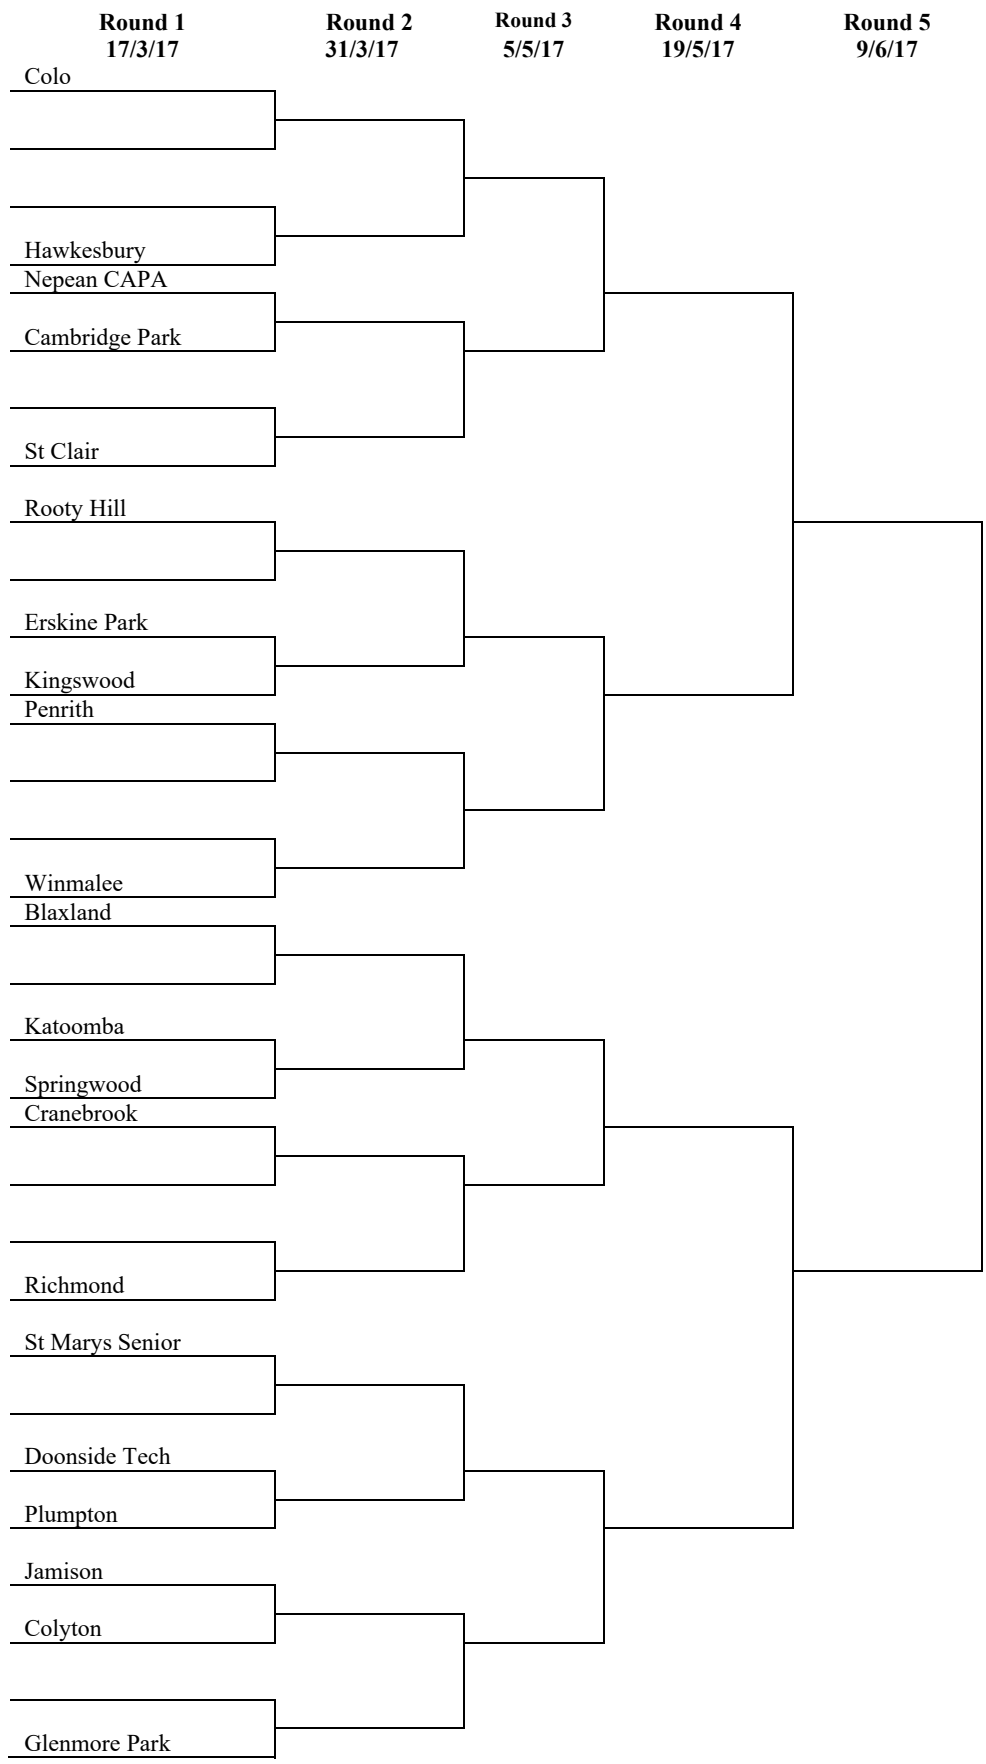 Round 1 Round 2 Round 3 Round 4 Round 5
17/3/17 31/3/17 5/5/17 19/5/17 9/6/17
Colo
Hawkesbury
Nepean CAPA
Cambridge Park
St Clair
Rooty Hill
Erskine Park
Kingswood
Penrith
Winmalee
Blaxland
Katoomba
Springwood
Cranebrook
Richmond
St Marys Senior
Doonside Tech
Plumpton
Jamison
Colyton
Glenmore Park